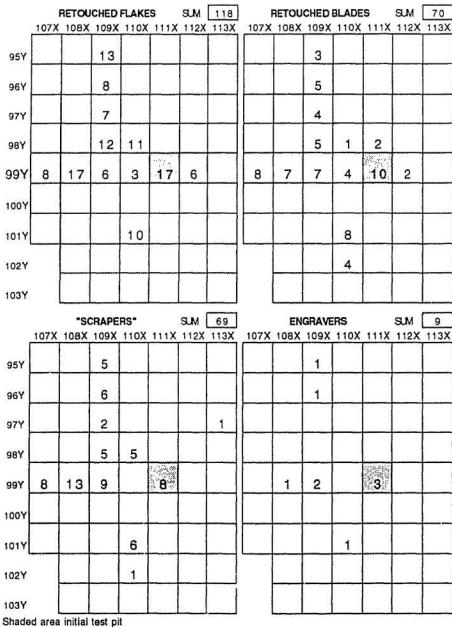 RETOUCHED FLAKES SUM 118
107X 108X 109X 110X 111X 112X 113X
95Y 13
96Y 8
97Y 7
98Y 12 11
99Y 8 17 6 3 17 6
100Y
101Y 10
102Y
103Y
RETOUCHED BLADES SUM 70
107X 108X 109X 110X 111X 112X 113X
3
5
4
5 1 2
8 7 7 4 10 2
8
4
"SCRAPERS" SUM 69
107X 108X 109X 110X 111X 112X 113X
95Y 5
96Y 6
97Y 2 1
98Y 5 5
99Y 8 13 9 8
100Y
101Y 6
102Y 1
103Y
ENGRAVERS SUM 9
107X 108X 109X 110X 111X 112X 113X
1
1
1 2 3
1
Shaded area initial test pit